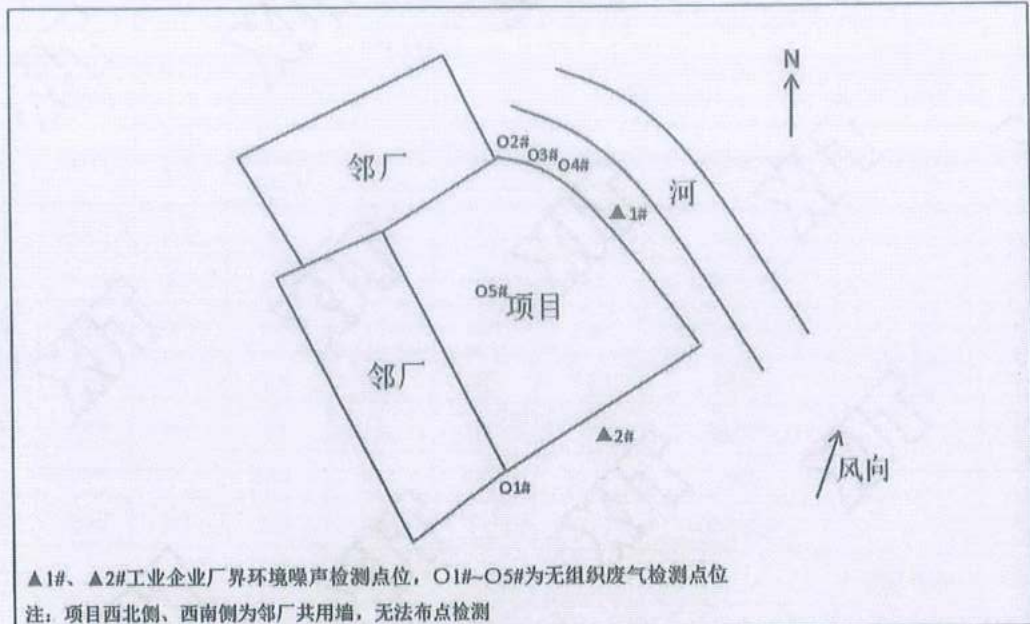 N
邻厂
O2#
O3#
O4#
▲1#
河
O5#
项目
邻厂
▲2#
O1#
风向
▲1#、▲2#工业企业厂界环境噪声检测点位，O1#~O5#为无组织废气检测点位
注：项目西北侧、西南侧为邻厂共用墙，无法布点检测